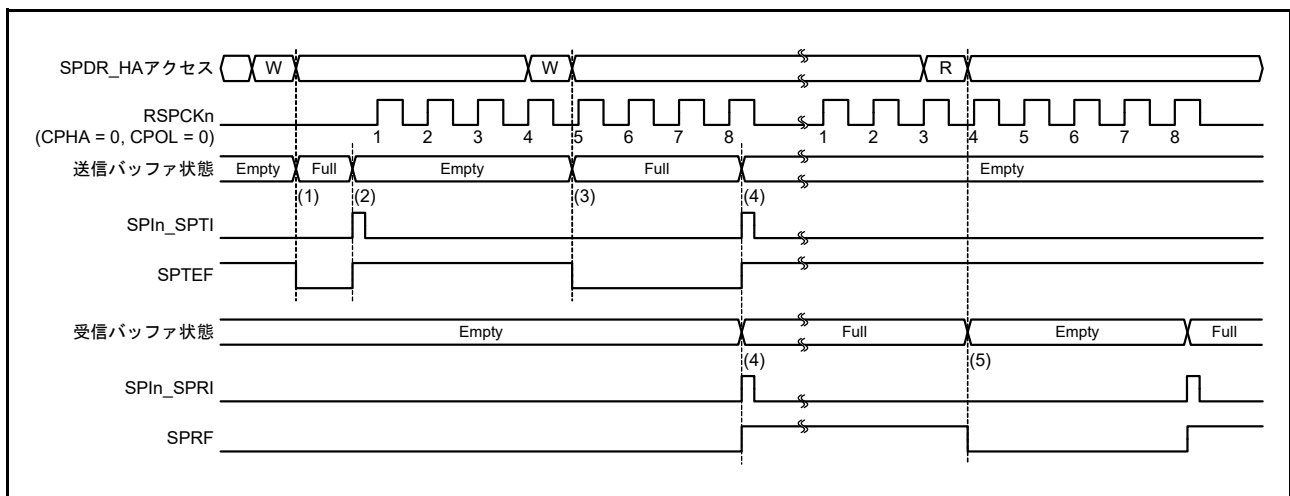 SPDR_HAアクセス W W R
RSPCKn
(CPHA = 0, CPOL = 0)
1 2 3 4 5 6 7 8 1 2 3 4 5 6 7 8
送信バッファ状態 Empty Full Empty Full Empty
(1) (2) (3) (4)
SPIn_SPTI
SPTEF
受信バッファ状態 Empty Full Empty Full
(4) (5)
SPIn_SPRI
SPRF